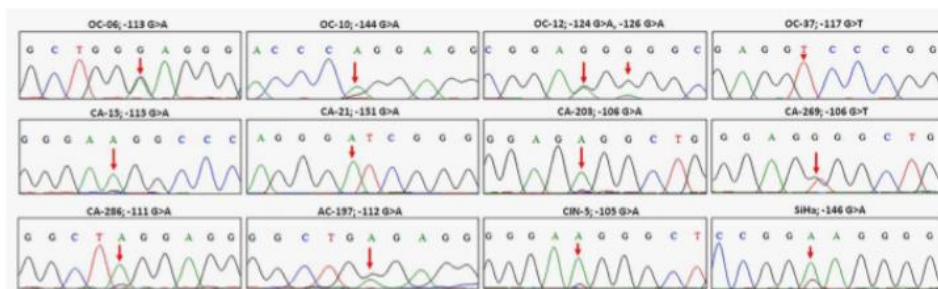 OC-06; -113 G>A
G C T G G G A G G G
OC-10; -144 G>A
A C C C A G G A G G
OC-12; -124 G>A, -126 G>A
C G G A G G G G G C
OC-37; -117 G>T
G A G G T C C C G G
CA-15; -115 G>A
G G G A A G G C C C
CA-21; -151 G>A
A G G G A T C G G G
CA-203; -106 G>A
G G A G A G G C T G
CA-269; -106 G>T
G G A G G G G C T G
CA-286; -111 G>A
G G C T A G G A G G
AC-197; -112 G>A
G G C T G A G A G G
CIN-5; -105 G>A
G G G A A G G G C T
SiHa; -146 G>A
C C G G A A G G G G